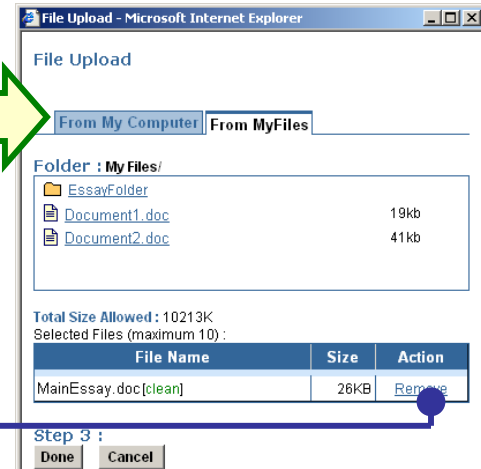 File Upload - Microsoft Internet Explorer
File Upload
From My Computer From MyFiles
Folder : My Files/
EssayFolder
Document1.doc 19kb
Document2.doc 41kb
Total Size Allowed : 10213K
Selected Files (maximum 10) :
File Name Size Action
MainEssay.doc[clean] 26KB Remove
Step 3 :
Done Cancel